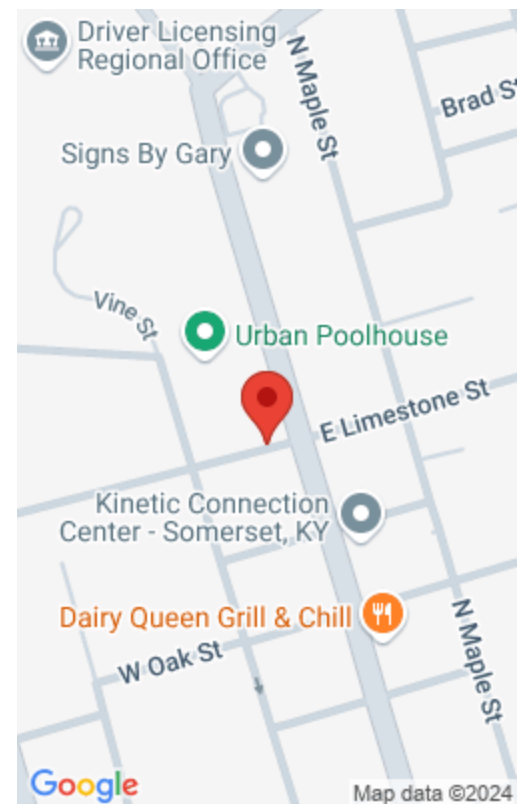 Driver Licensing
Regional Office
N Maple St
Brad St
Signs By Gary
Vine St
Urban Poolhouse
E Limestone St
Kinetic Connection
Center - Somerset, KY
Dairy Queen Grill & Chill
W Oak St
N Maple St
Google
Map data ©2024